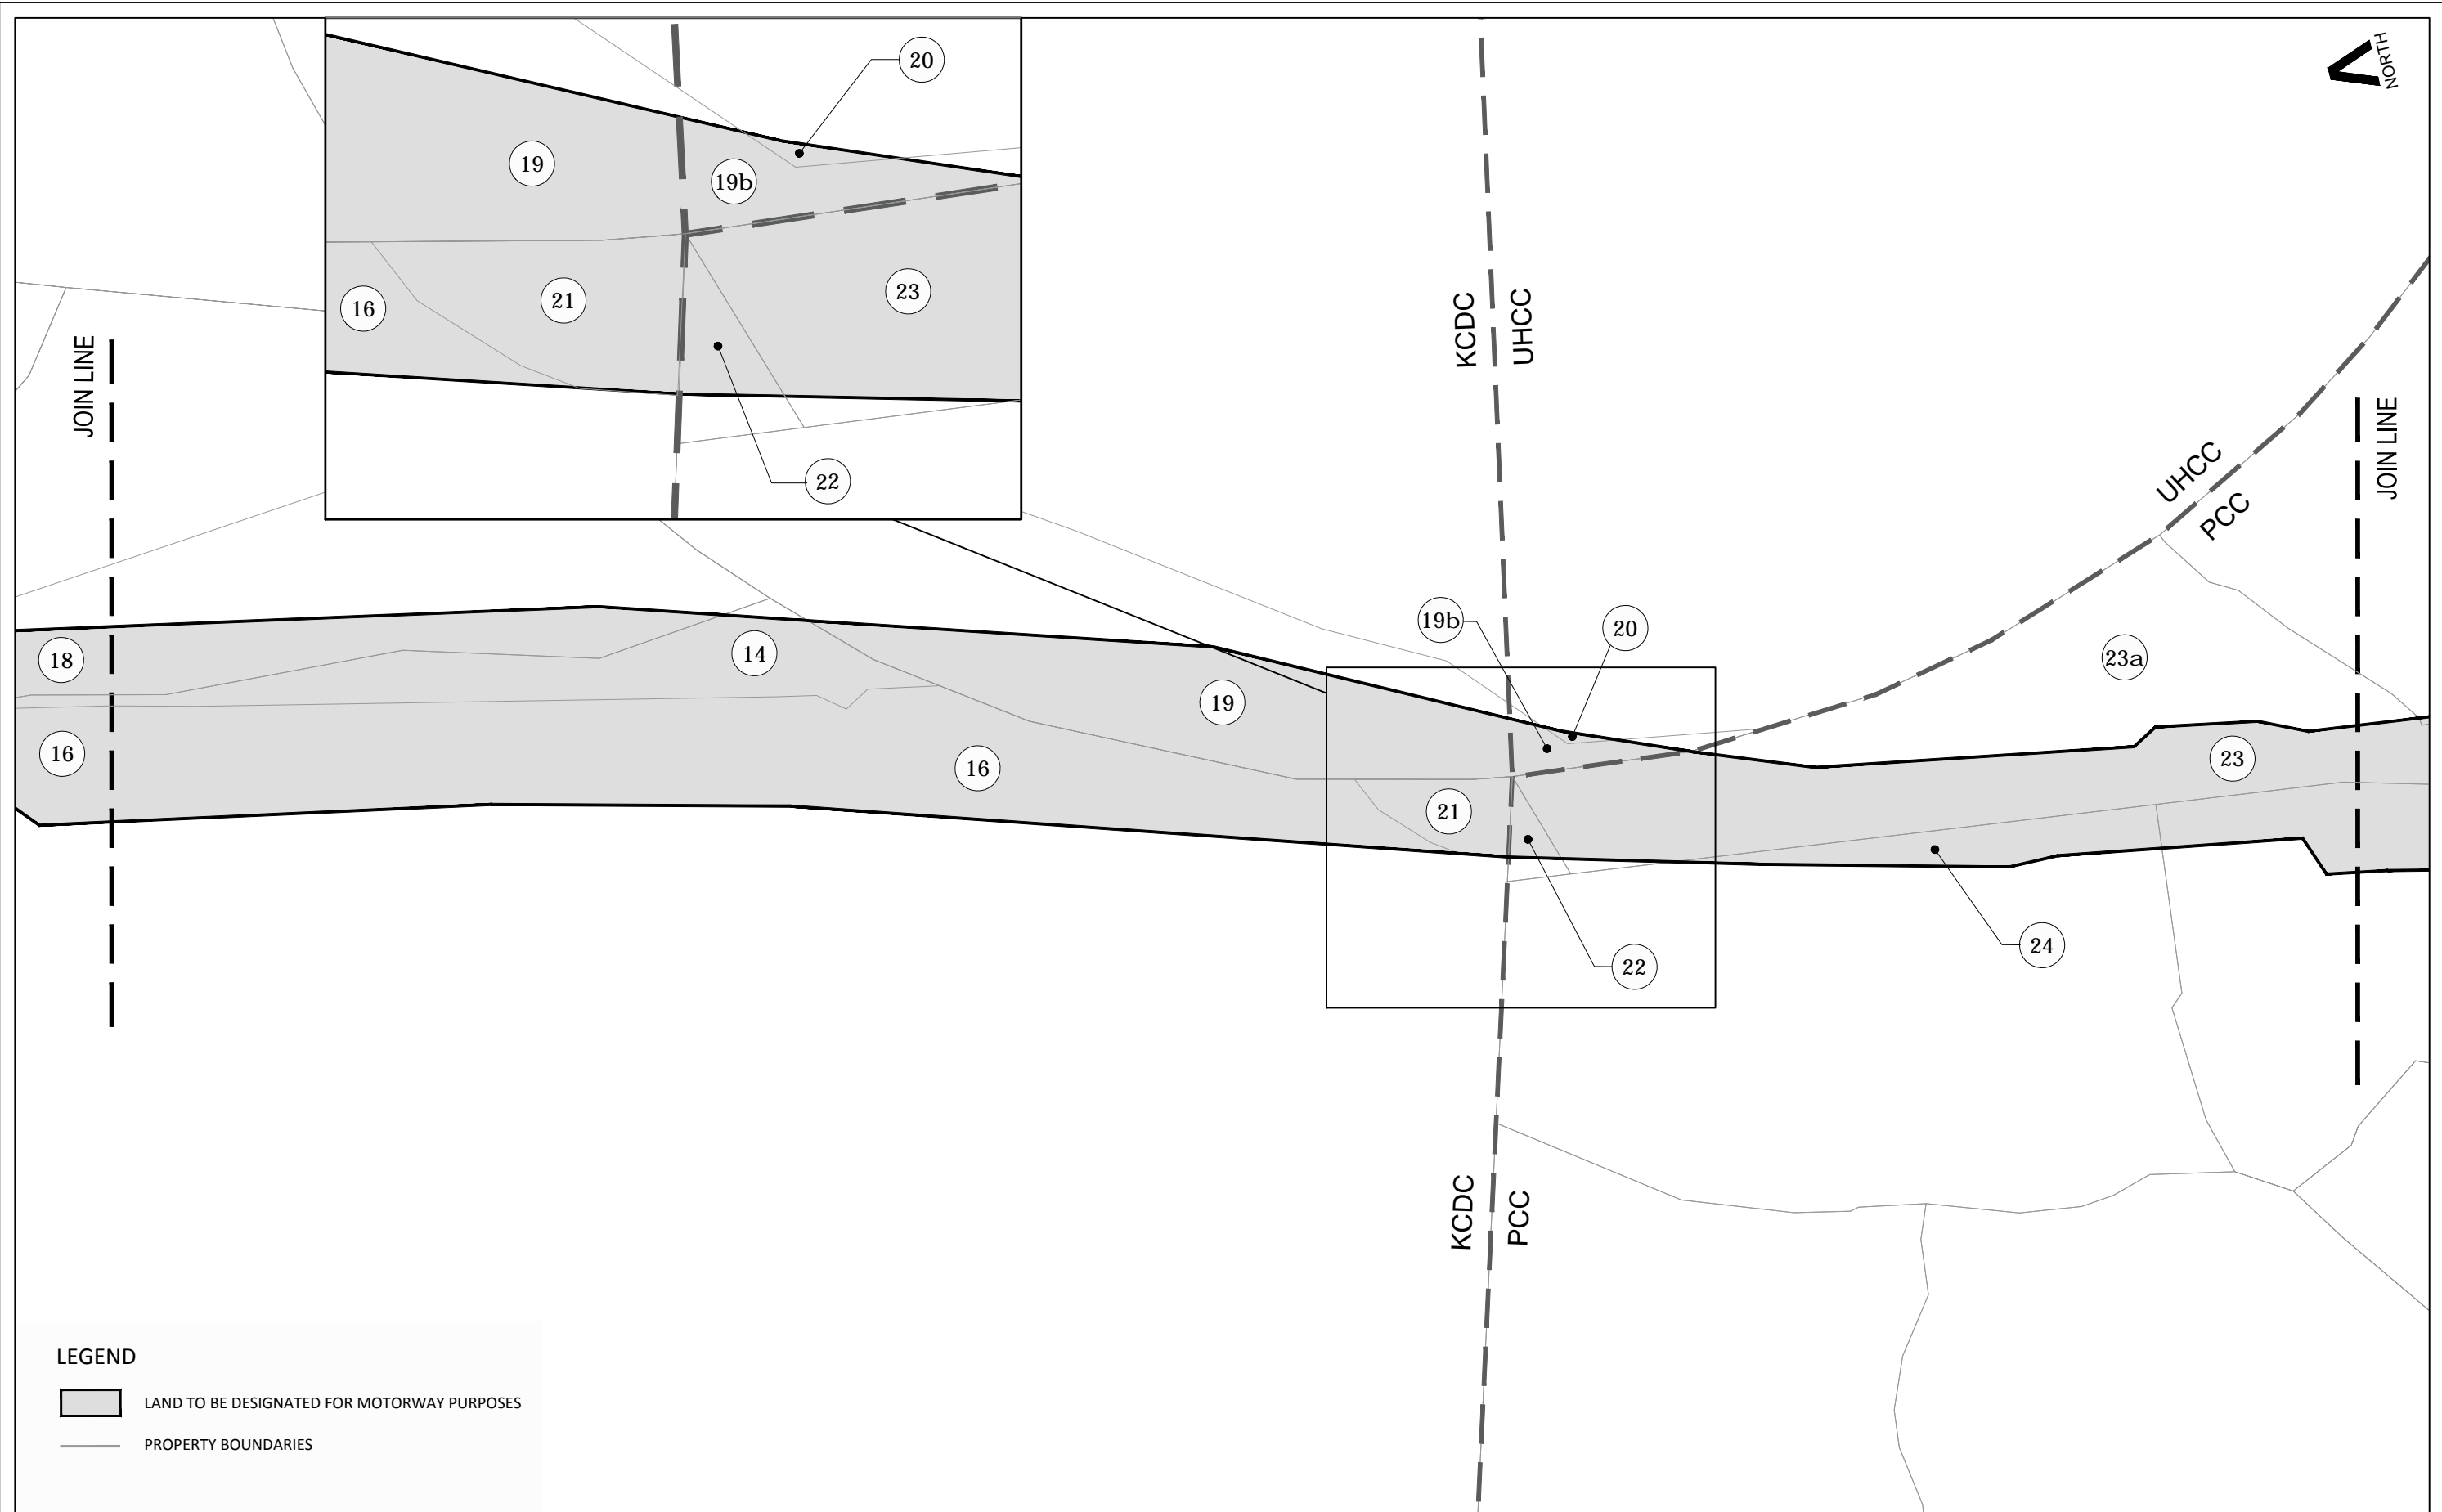 NORTH
20
19
19b
16
21
23
22
JOIN LINE
KCDC
UHCC
JOIN LINE
UHCC
PCC
19b
20
18
14
23a
19
16
16
21
23
24
22
KCDC
PCC
LEGEND
LAND TO BE DESIGNATED FOR MOTORWAY PURPOSES
PROPERTY BOUNDARIES